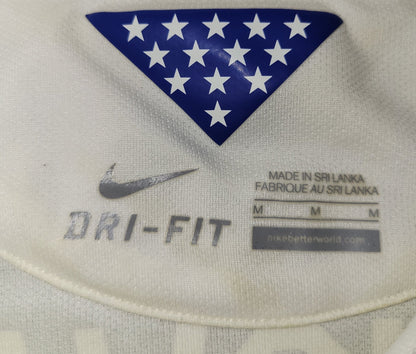 DRI-FIT
MADE IN SRI LANKA
FABRIQUE AU SRI LANKA
M M M
nikebetterworld.com